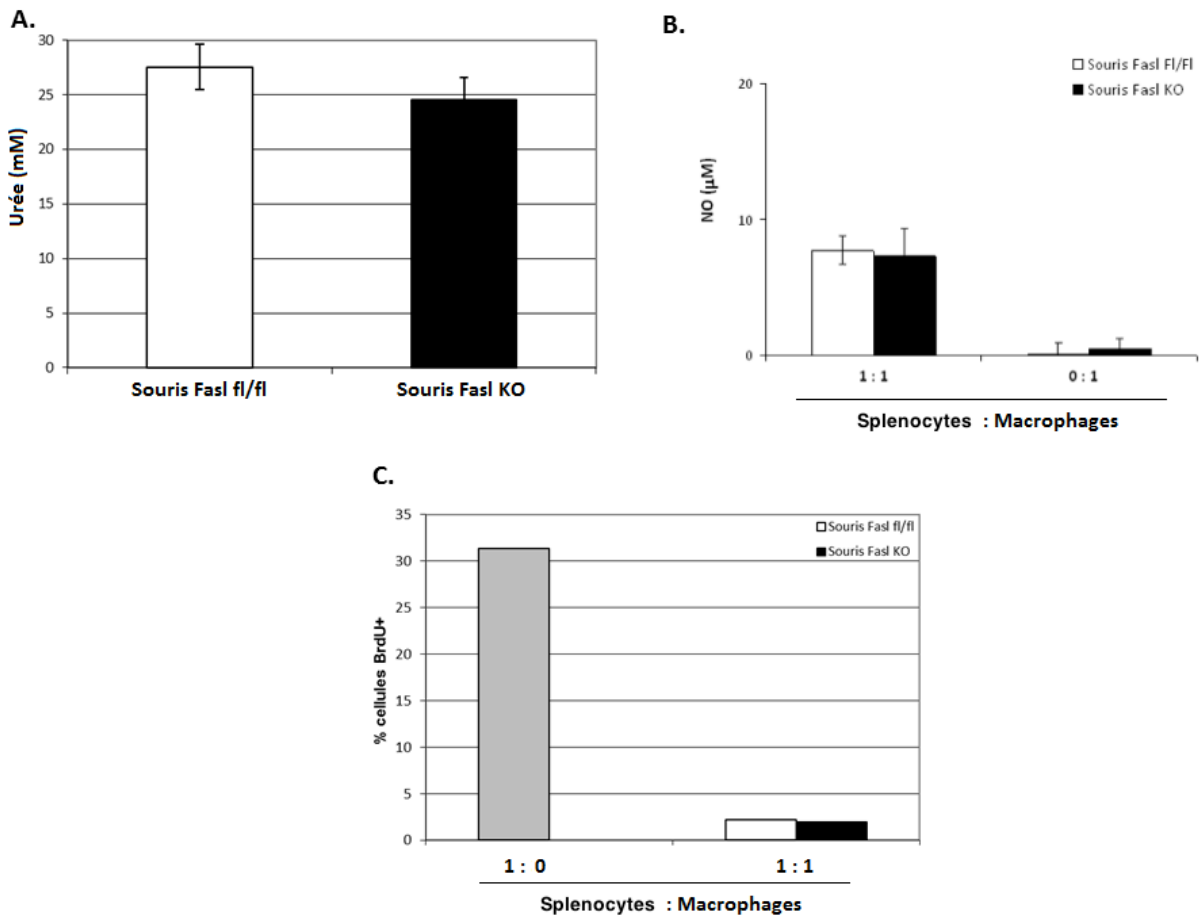 A.
30
25
20
15
10
5
0
Urée (mM)
Souris Fasl fl/fl
Souris Fasl KO
B.
Souris Fasl Fl/Fl
Souris Fasl KO
20
10
0
NO (µM)
1 : 1
0 : 1
Splenocytes : Macrophages
C.
35
30
25
20
15
10
5
0
% cellules BrdU+
Souris Fasl fl/fl
Souris Fasl KO
1 : 0
1 : 1
Splenocytes : Macrophages